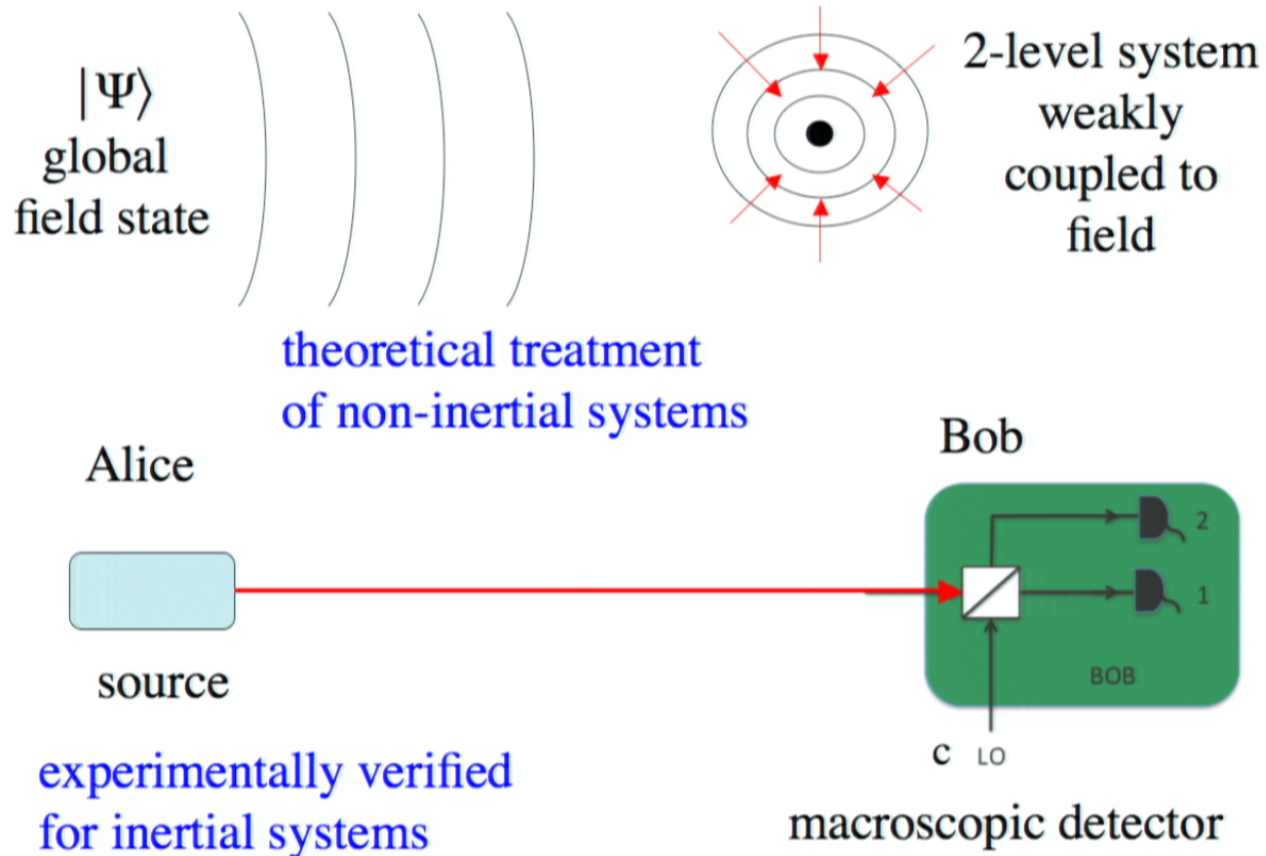 |Ψ⟩
global
field state
2-level system
weakly
coupled to
field
theoretical treatment
of non-inertial systems
Alice
Bob
2
1
BOB
source
c LO
experimentally verified
for inertial systems
macroscopic detector